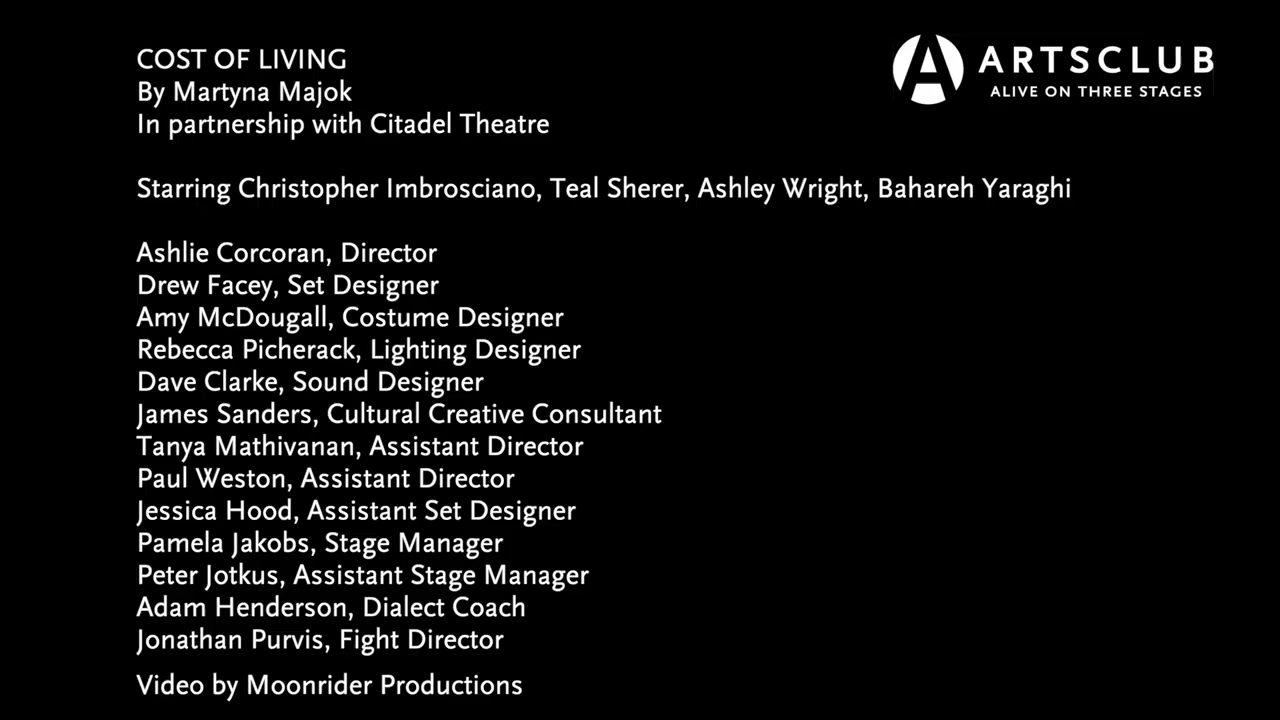 COST OF LIVING
By Martyna Majok
In partnership with Citadel Theatre
ARTSCLUB
ALIVE ON THREE STAGES
Starring Christopher Imbrosciano, Teal Sherer, Ashley Wright, Bahareh Yaraghi
Ashlie Corcoran, Director
Drew Facey, Set Designer
Amy McDougall, Costume Designer
Rebecca Picherack, Lighting Designer
Dave Clarke, Sound Designer
James Sanders, Cultural Creative Consultant
Tanya Mathivanan, Assistant Director
Paul Weston, Assistant Director
Jessica Hood, Assistant Set Designer
Pamela Jakobs, Stage Manager
Peter Jotkus, Assistant Stage Manager
Adam Henderson, Dialect Coach
Jonathan Purvis, Fight Director
Video by Moonrider Productions